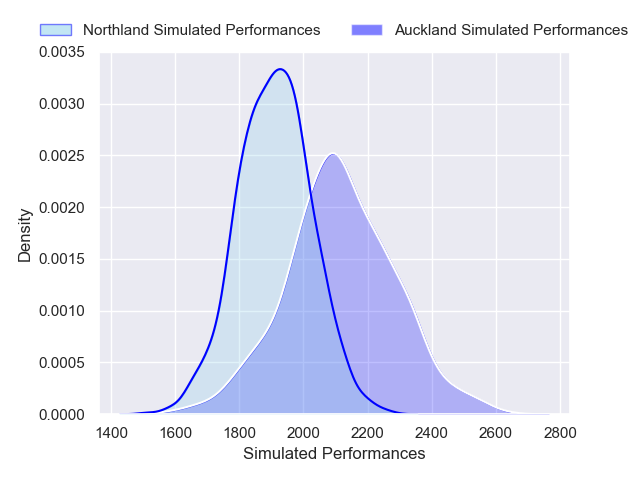 Northland Simulated Performances
Auckland Simulated Performances
0.0035
0.0030
0.0025
0.0020
0.0015
0.0010
0.0005
0.0000
Density
1400 1600 1800 2000 2200 2400 2600 2800
Simulated Performances